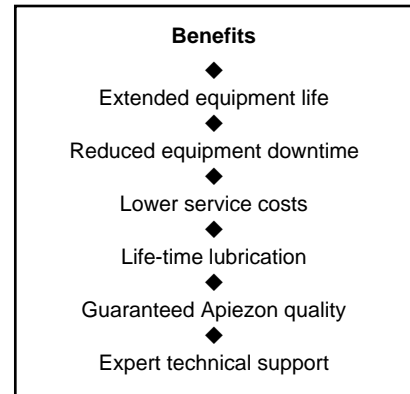 Benefits
◆
Extended equipment life
◆
Reduced equipment downtime
◆
Lower service costs
◆
Life-time lubrication
◆
Guaranteed Apiezon quality
◆
Expert technical support